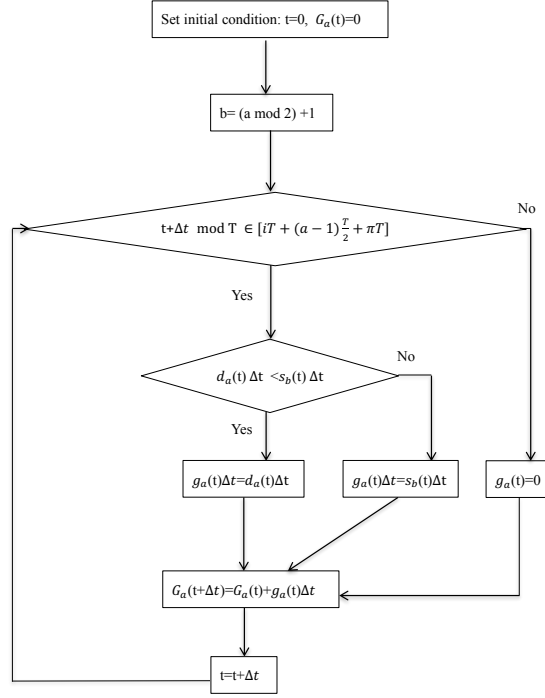 Set initial condition: t=0, G_a(t)=0
b= (a mod 2) +1
No
t+Δt mod T ∈ [iT + (a − 1) T/2 + πT]
Yes
No
d_a(t) Δt <s_b(t) Δt
Yes
g_a(t)Δt=d_a(t)Δt
g_a(t)Δt=s_b(t)Δt
g_a(t)=0
G_a(t+Δt)=G_a(t)+g_a(t)Δt
t=t+Δt